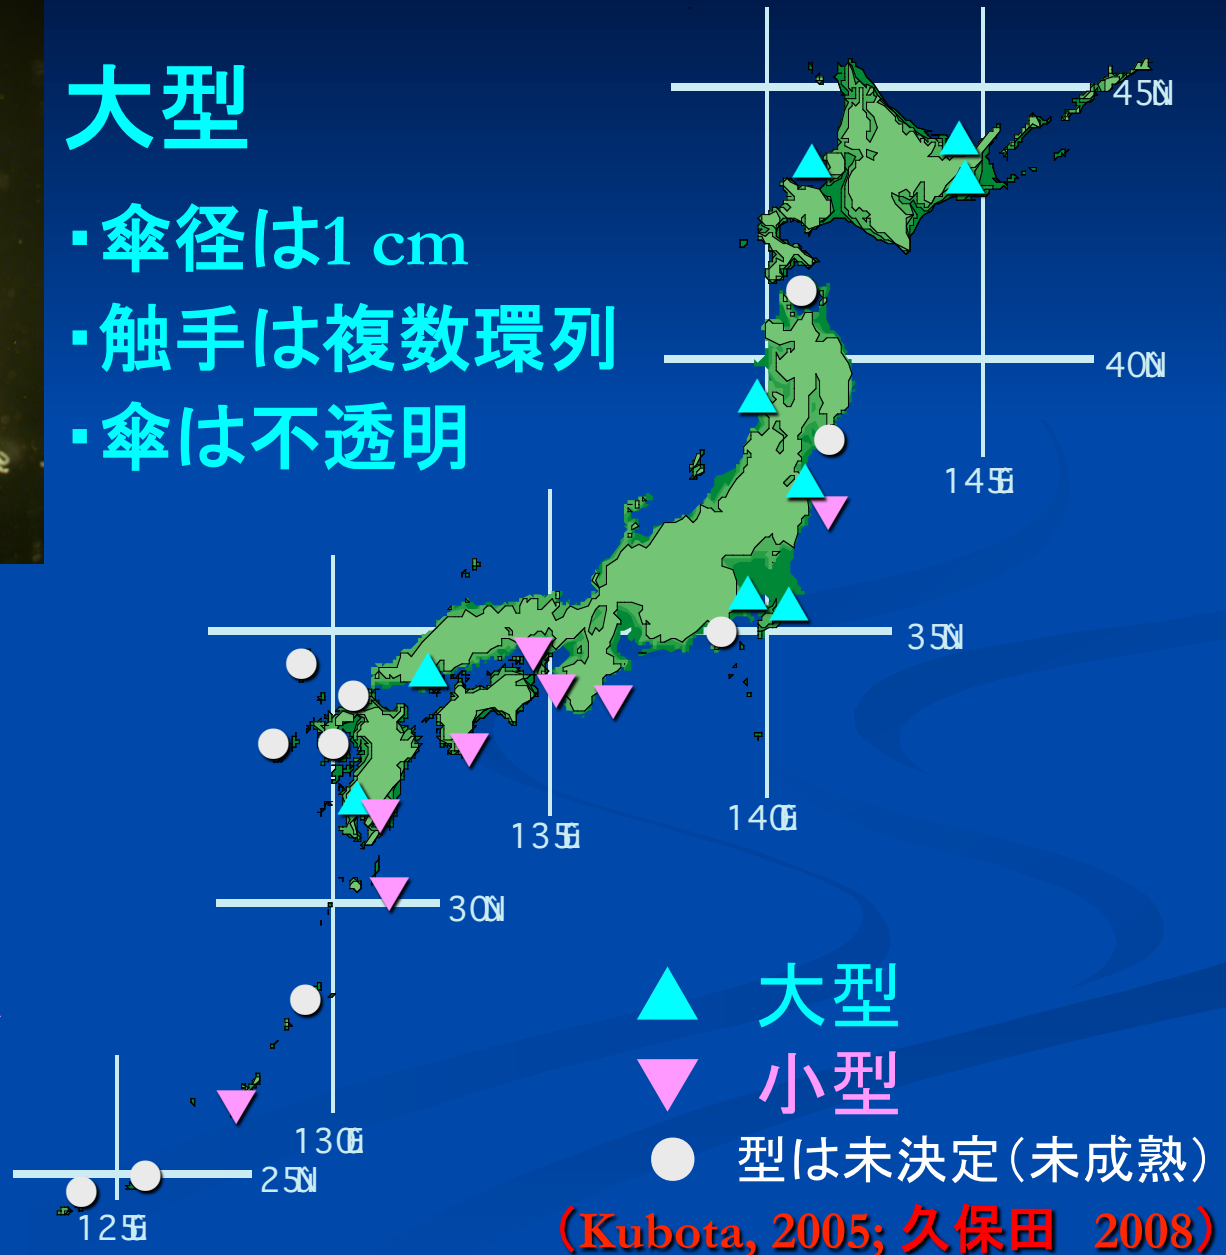 大型
・傘径は1 cm
・触手は複数環列
・傘は不透明
45N
40N
145E
35N
140E
135E
30N
130E
25N
125E
大型
小型
型は未決定（未成熟）
（Kubota, 2005; 久保田 2008）